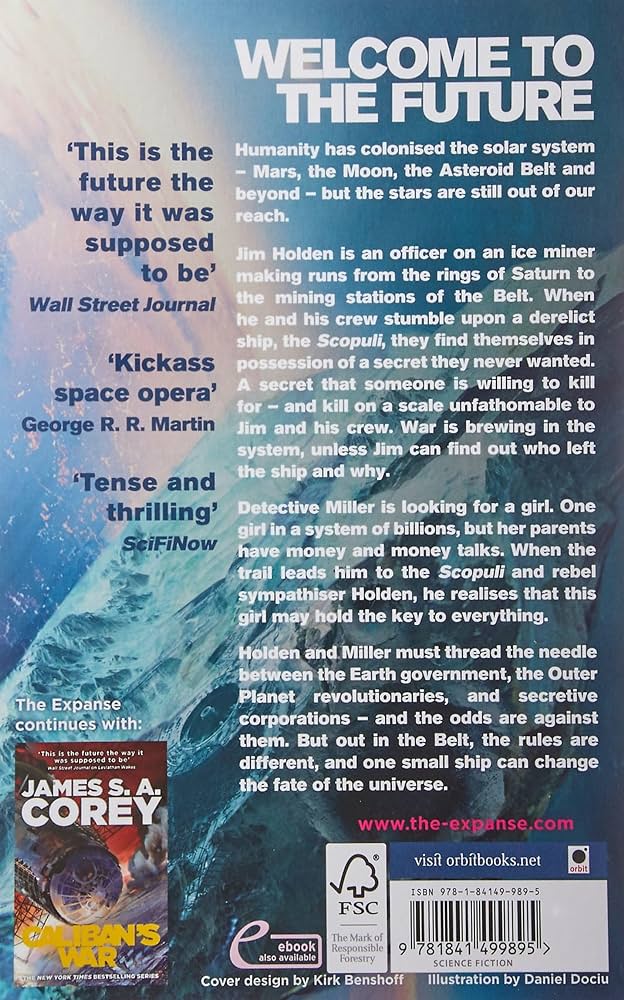 WELCOME TO
THE FUTURE
'This is the
future the
way it was
supposed
to be'
Wall Street Journal
'Kickass
space opera'
George R. R. Martin
'Tense and
thrilling'
SciFiNow
Humanity has colonised the solar system
– Mars, the Moon, the Asteroid Belt and
beyond – but the stars are still out of our
reach.
Jim Holden is an officer on an ice miner
making runs from the rings of Saturn to
the mining stations of the Belt. When
he and his crew stumble upon a derelict
ship, the Scopuli, they find themselves in
possession of a secret they never wanted.
A secret that someone is willing to kill
for – and kill on a scale unfathomable to
Jim and his crew. War is brewing in the
system, unless Jim can find out who left
the ship and why.
Detective Miller is looking for a girl. One
girl in a system of billions, but her parents
have money and money talks. When the
trail leads him to the Scopuli and rebel
sympathiser Holden, he realises that this
girl may hold the key to everything.
Holden and Miller must thread the needle
between the Earth government, the Outer
Planet revolutionaries, and secretive
corporations – and the odds are against
them. But out in the Belt, the rules are
different, and one small ship can change
the fate of the universe.
www.the-expanse.com
The Expanse
continues with:
'This is the future the way it
was supposed to be'
Wall Street Journal on Leviathan Wakes
JAMES S. A.
COREY
CALIBAN'S
WAR
THE NEW YORK TIMES BESTSELLING SERIES
e
ebook
also available
FSC
The Mark of
Responsible
Forestry
visit orbitbooks.net
orbit
ISBN 978-1-84149-989-5
9 781841 499895 >
SCIENCE FICTION
Cover design by Kirk Benshoff Illustration by Daniel Dociu